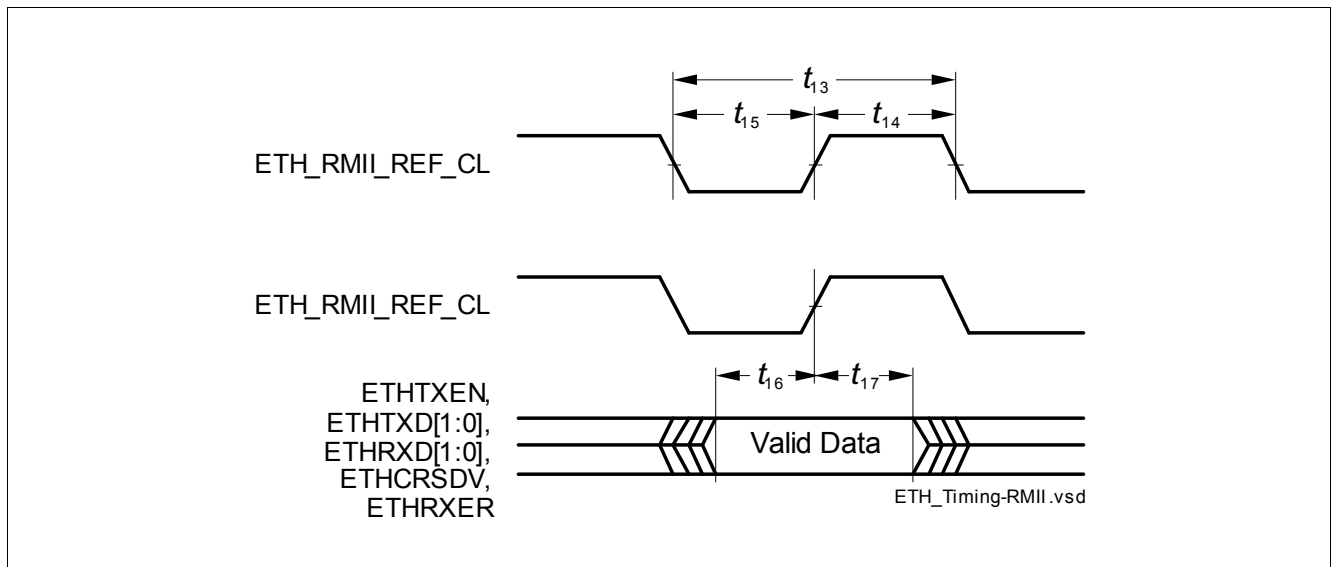 t13
t15
t14
ETH_RMII_REF_CL
ETH_RMII_REF_CL
t16
t17
ETHTXEN,
ETHTXD[1:0],
ETHRXD[1:0],
ETHCRSDV,
ETHRXER
Valid Data
ETH_Timing-RMII.vsd